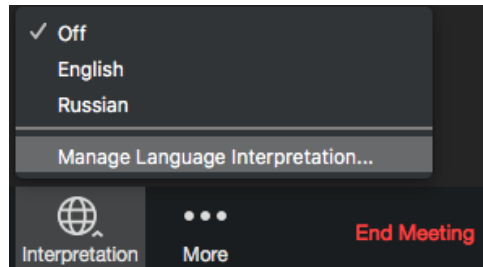 Off
English
Russian
Manage Language Interpretation...
Interpretation
More
End Meeting